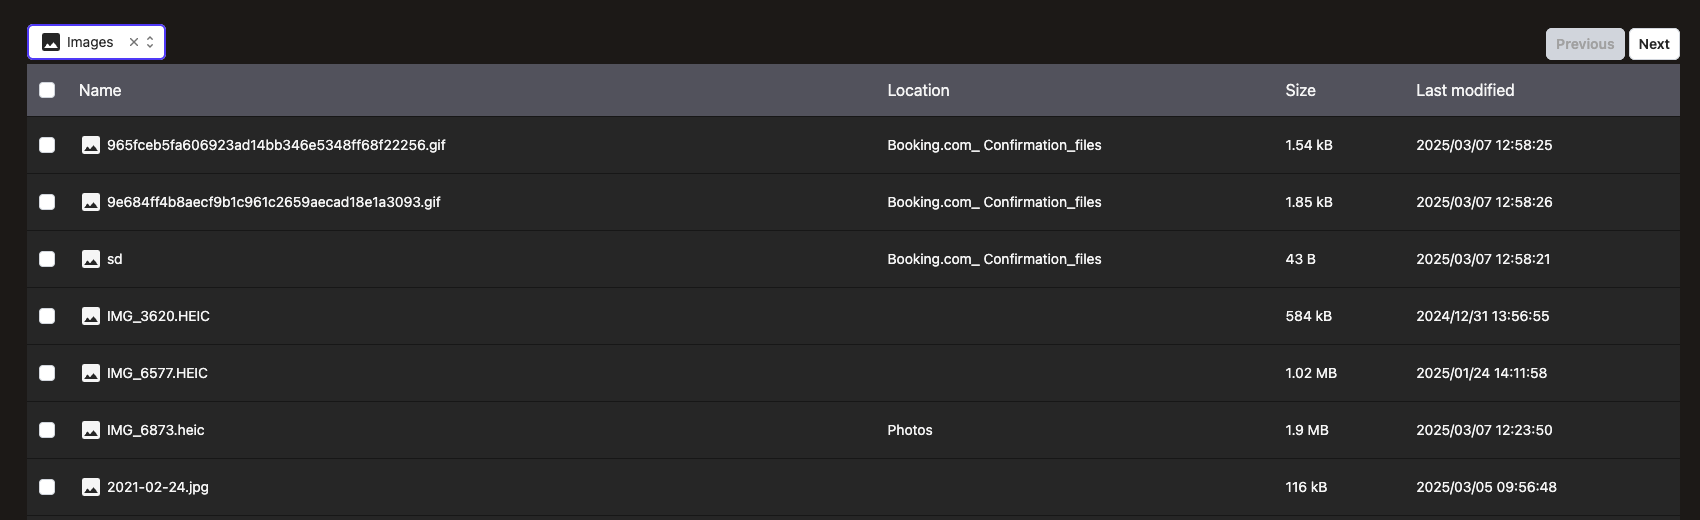 Images
Previous Next
Name Location Size Last modified
965fceb5fa606923ad14bb346e5348ff68f22256.gif Booking.com_ Confirmation_files 1.54 kB 2025/03/07 12:58:25
9e684ff4b8aecf9b1c961c2659aecad18e1a3093.gif Booking.com_ Confirmation_files 1.85 kB 2025/03/07 12:58:26
sd Booking.com_ Confirmation_files 43 B 2025/03/07 12:58:21
IMG_3620.HEIC 584 kB 2024/12/31 13:56:55
IMG_6577.HEIC 1.02 MB 2025/01/24 14:11:58
IMG_6873.heic Photos 1.9 MB 2025/03/07 12:23:50
2021-02-24.jpg 116 kB 2025/03/05 09:56:48